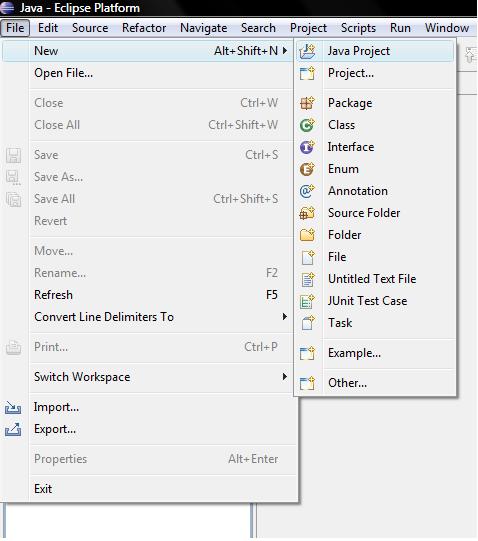 Java - Eclipse Platform
File Edit Source Refactor Navigate Search Project Scripts Run Window
New Alt+Shift+N
Open File...
Close Ctrl+W
Close All Ctrl+Shift+W
Save Ctrl+S
Save As...
Save All Ctrl+Shift+S
Revert
Move...
Rename... F2
Refresh F5
Convert Line Delimiters To
Print... Ctrl+P
Switch Workspace
Import...
Export...
Properties Alt+Enter
Exit
Java Project
Project...
Package
Class
Interface
Enum
Annotation
Source Folder
Folder
File
Untitled Text File
JUnit Test Case
Task
Example...
Other...